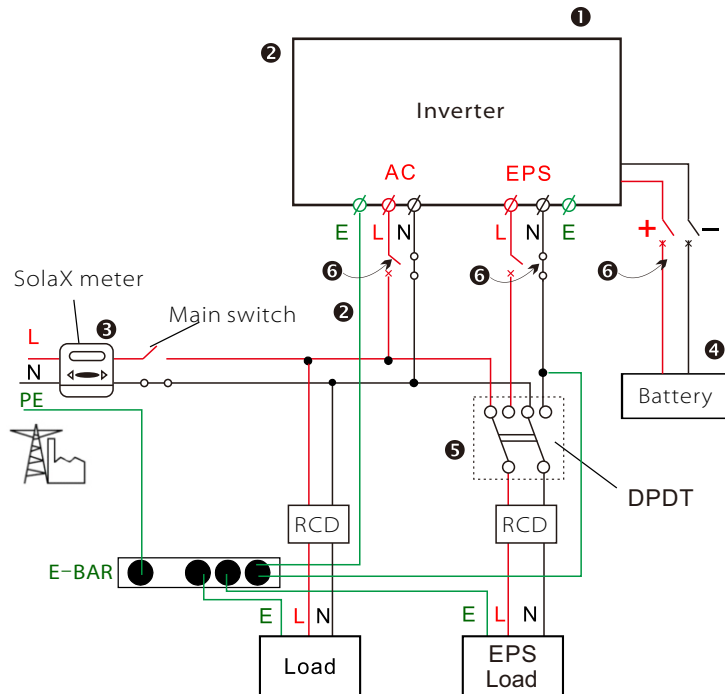 ❶
❷
Inverter
AC
EPS
E
L
N
L
N
E
+
−
❻
❻
❻
SolaX meter
❸
Main switch
❷
L
N
PE
❹
Battery
❺
DPDT
RCD
RCD
E-BAR
E
L
N
E
L
N
Load
EPS
Load